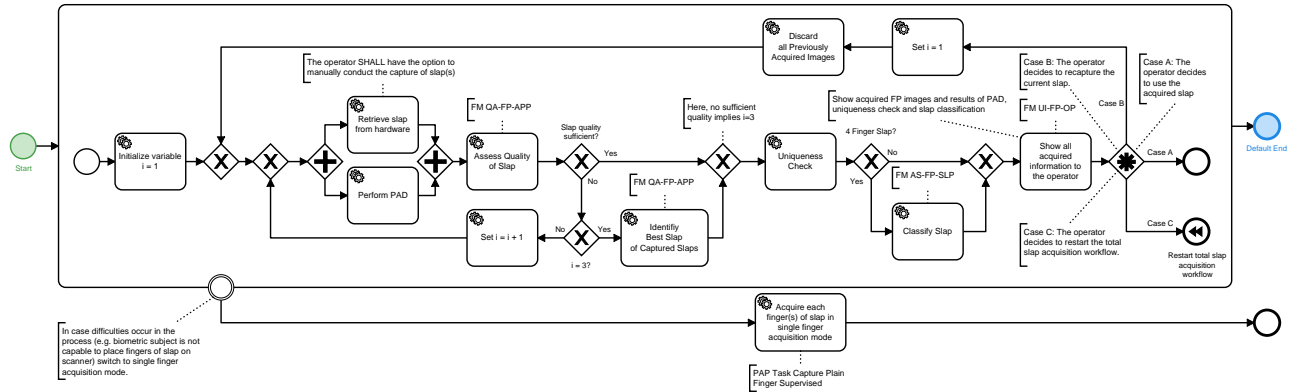 Discard
all Previously
Acquired Images
Set i = 1
The operator SHALL have the option to
manually conduct the capture of slap(s)
Case B: The operator
decides to recapture the
current slap.
Case A: The
operator decides
to use the
acquired slap
Case B
Retrieve slap
from hardware
FM QA-FP-APP
Slap quality
sufficient?
Here, no sufficient
quality implies i=3
Show acquired FP images and results of PAD,
uniqueness check and slap classification
FM UI-FP-OP
Start
Initialize variable
i = 1
Assess Quality
of Slap
Yes
Uniqueness
Check
4 Finger Slap?
No
Show all
acquired
information to
the operator
Case A
Default End
Perform PAD
No
FM QA-FP-APP
Yes
FM AS-FP-SLP
Set i = i + 1
No
Yes
i = 3?
Identifiy
Best Slap
of Captured Slaps
Classify Slap
Case C: The operator
decides to restart the total
slap acquisition workflow.
Case C
Restart total slap
acquisition
workflow
In case difficulties occur in the
process (e.g. biometric subject is not
capable to place fingers of slap on
scanner) switch to single finger
acquisition mode.
Acquire each
finger(s) of slap in
single finger
acquisition mode
PAP Task Capture Plain
Finger Supervised